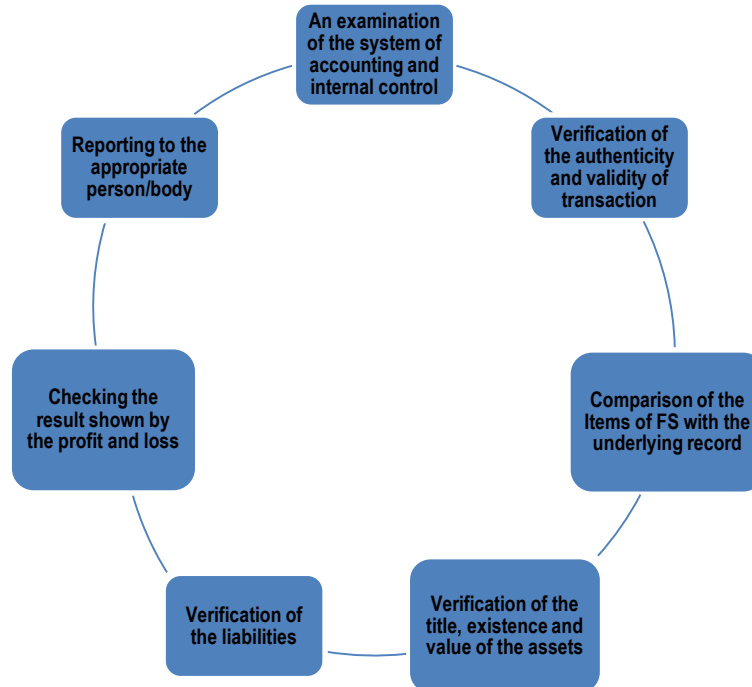 An examination
of the system of
accounting and
internal control
Verification of
the authenticity
and validity of
transaction
Comparison of the
Items of FS with the
underlying record
Verification of the
title, existence and
value of the assets
Verification of
the liabilities
Checking the
result shown by
the profit and loss
Reporting to the
appropriate
person/body